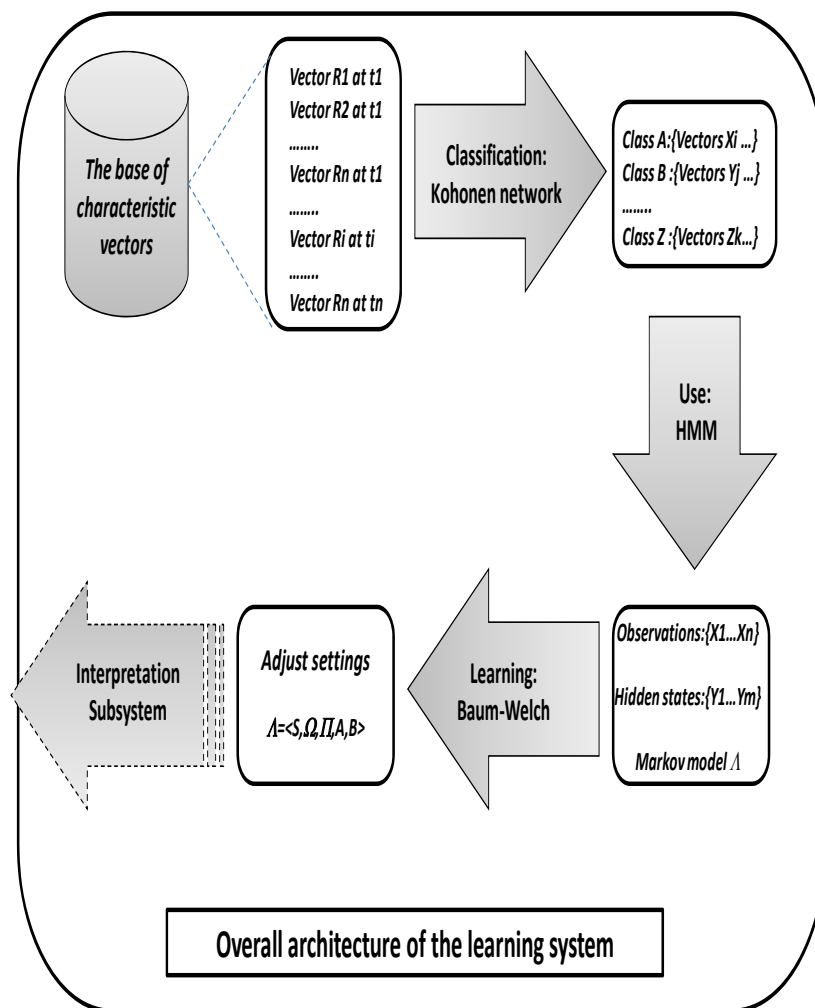 The base of
characteristic
vectors
Vector R1 at t1
Vector R2 at t1
........
Vector Rn at t1
........
Vector Ri at ti
........
Vector Rn at tn
Classification:
Kohonen network
Class A:{Vectors Xi ...}
Class B :{Vectors Yj ...}
........
Class Z :{Vectors Zk...}
Use:
HMM
Observations:{X1...Xn}
Hidden states:{Y1...Ym}
Markov model Λ
Learning:
Baum-Welch
Adjust settings
Λ=<S,Ω,Π,A,B>
Interpretation
Subsystem
Overall architecture of the learning system